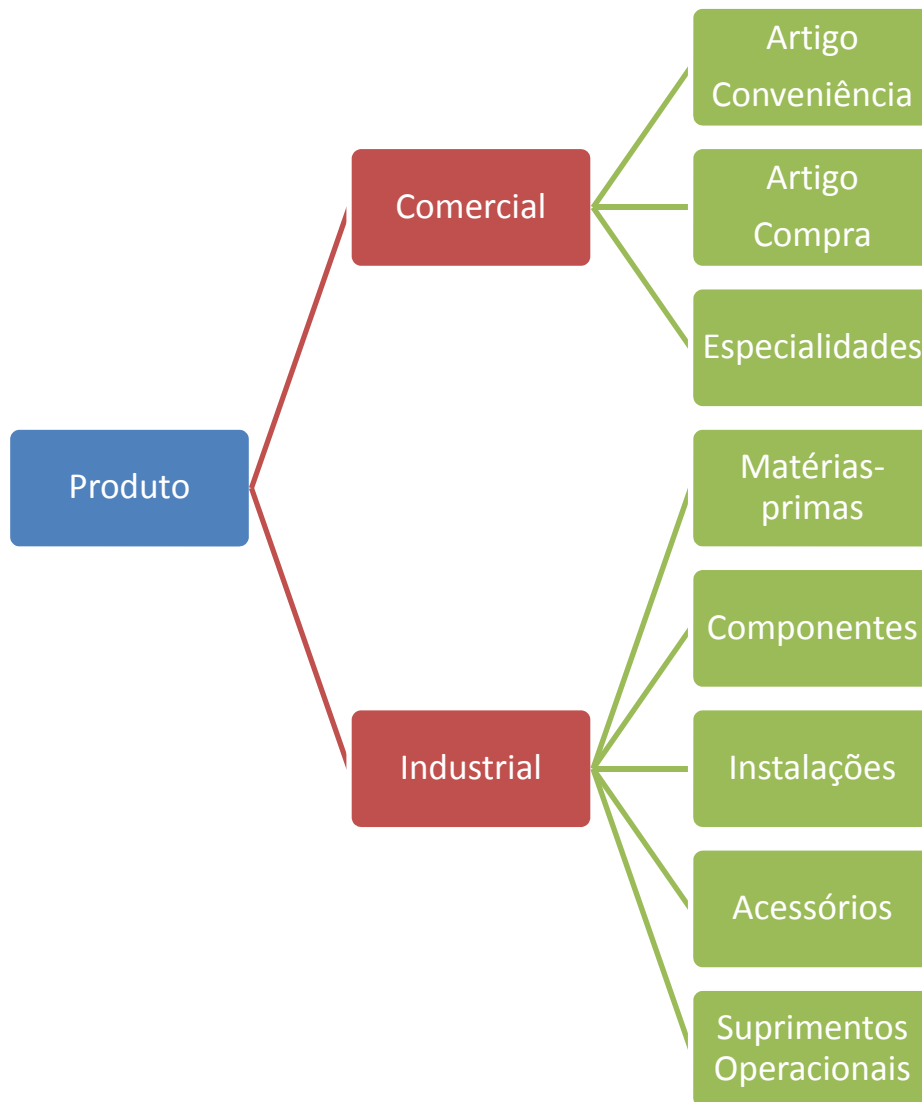 Artigo
Conveniência
Artigo
Comercial
Compra
Especialidades
Produto
Matérias-
primas
Componentes
Industrial
Instalações
Acessórios
Suprimentos
Operacionais